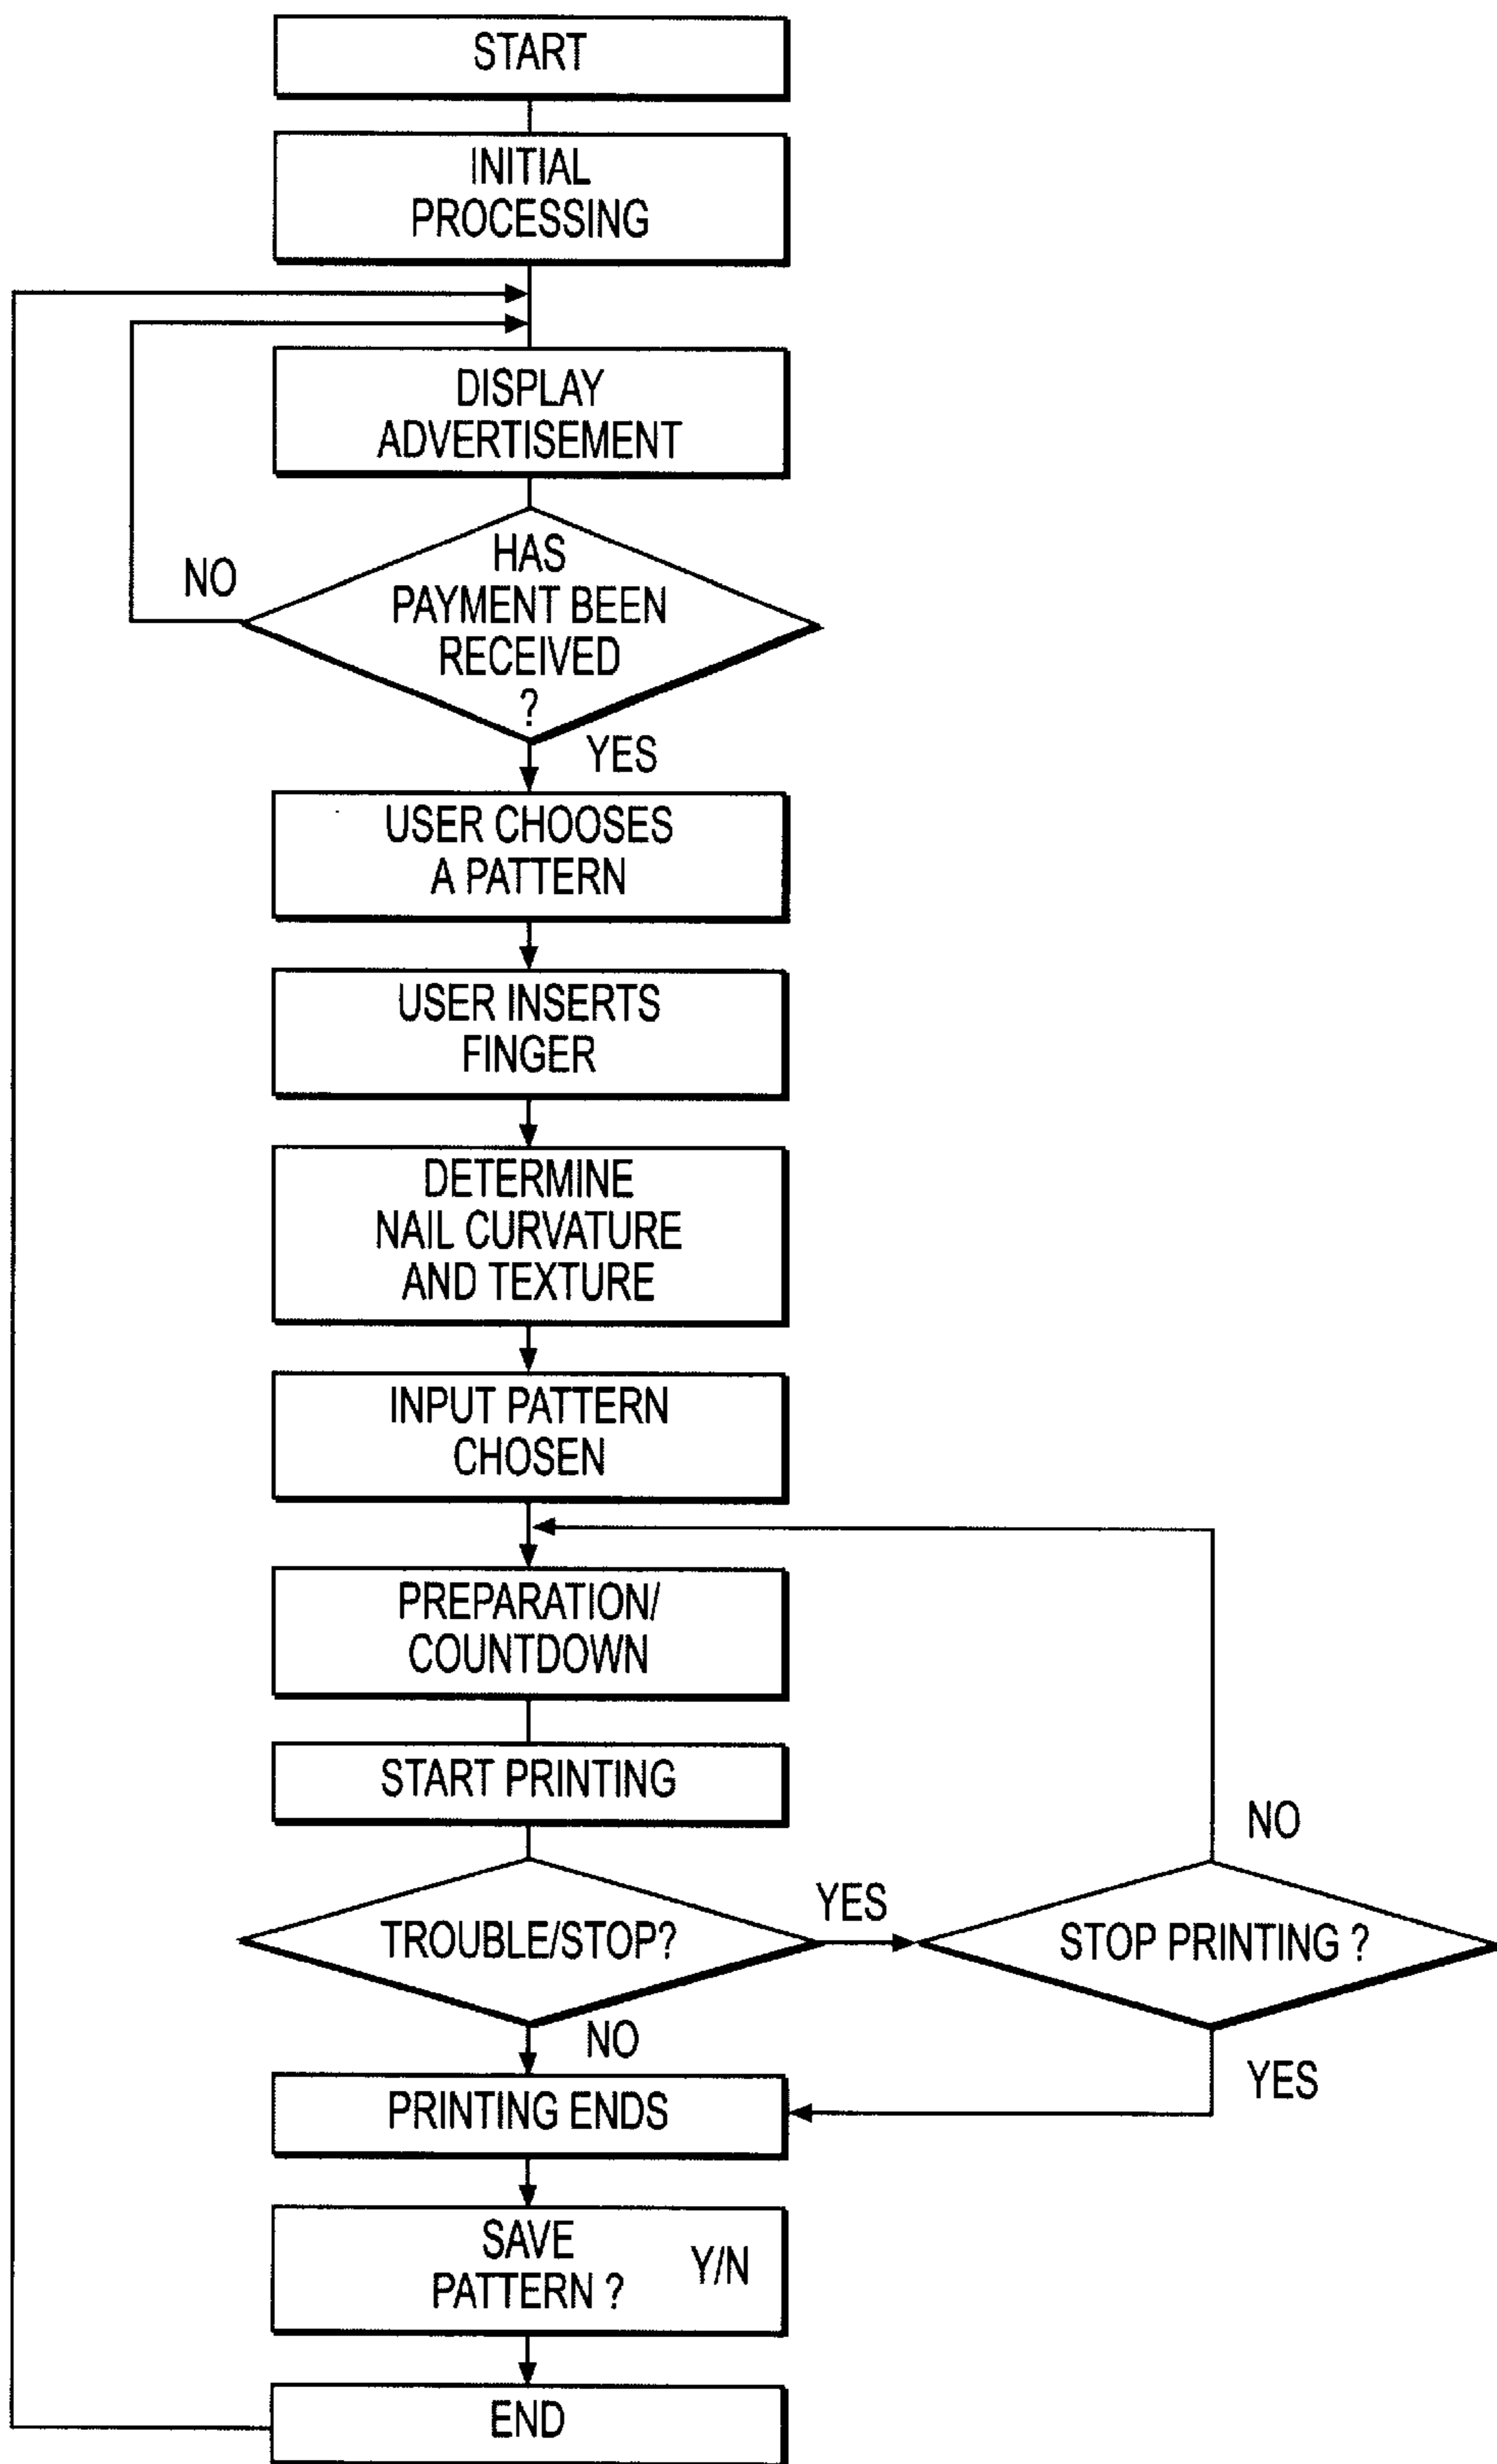 START
INITIAL
PROCESSING
DISPLAY
ADVERTISEMENT
HAS
PAYMENT BEEN
RECEIVED
?
NO
YES
USER CHOOSES
A PATTERN
USER INSERTS
FINGER
DETERMINE
NAIL CURVATURE
AND TEXTURE
INPUT PATTERN
CHOSEN
PREPARATION/
COUNTDOWN
START PRINTING
TROUBLE/STOP?
YES
STOP PRINTING ?
NO
NO
YES
PRINTING ENDS
SAVE
PATTERN ?
Y/N
END